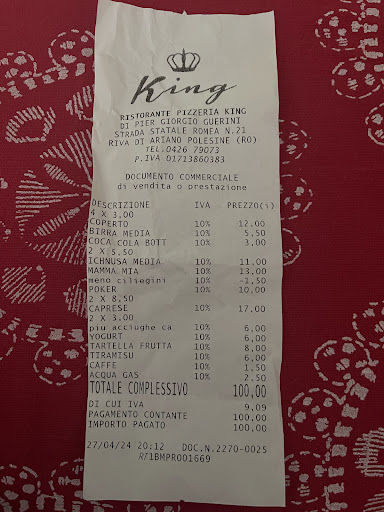 King
RISTORANTE PIZZERIA KING
DI PIER GIORGIO GUERINI
STRADA STATALE ROMEA N.21
RIVA DI ARIANO POLESINE (RO)
TEL.0426 79073
P.IVA 01713860383
DOCUMENTO COMMERCIALE
di vendita o prestazione
DESCRIZIONE IVA PREZZO(€)
4 X 3,00
COPERTO 10% 12,00
BIRRA MEDIA 10% 5,50
COCA COLA BOTT 10% 3,00
2 X 5,50
ICHNUSA MEDIA 10% 11,00
MAMMA MIA 10% 13,00
meno ciliegini 10% -1,50
POKER 10% 10,00
2 X 8,50
CAPRESE 10% 17,00
2 X 3,00
piu acciughe ca 10% 6,00
YOGURT 10% 6,00
TARTELLA FRUTTA 10% 8,00
TIRAMISU 10% 6,00
CAFFE 10% 1,50
ACQUA GAS 10% 2,50
TOTALE COMPLESSIVO 100,00
DI CUI IVA 9,09
PAGAMENTO CONTANTE 100,00
IMPORTO PAGATO 100,00
27/04/24 20:12 DOC.N.2270-0025
RT1BMPR001669